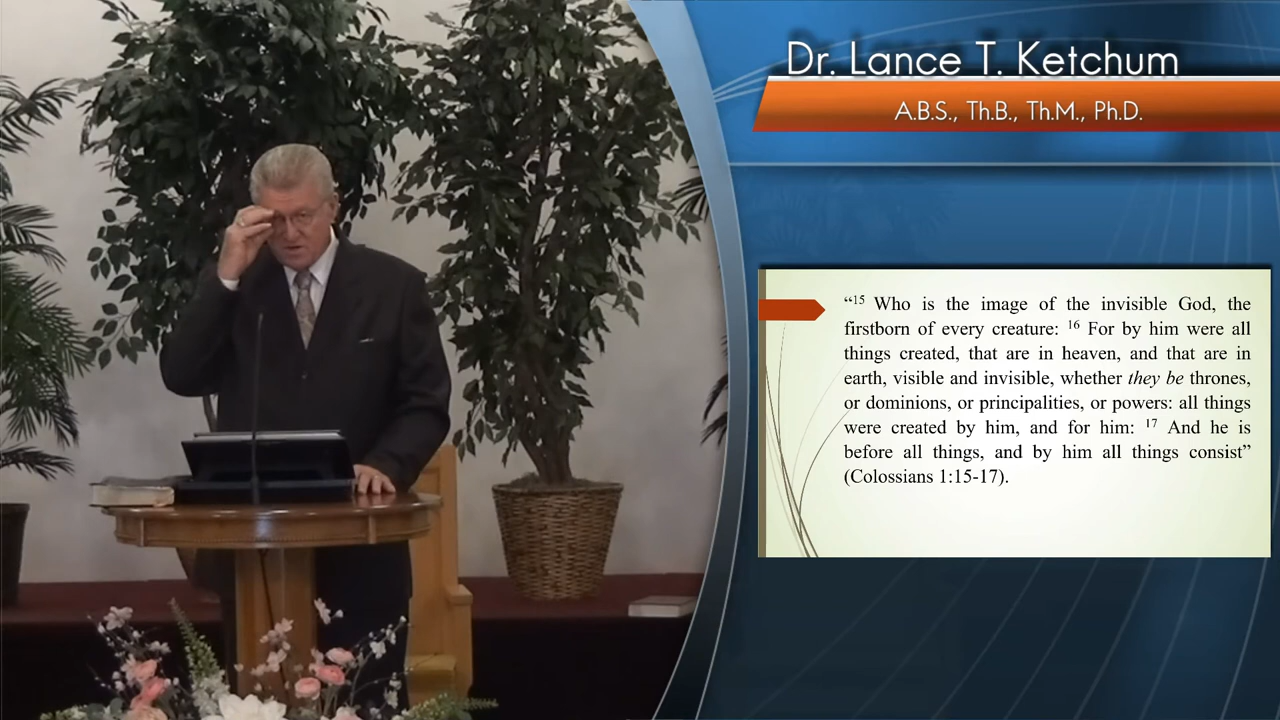 Dr. Lance T. Ketchum
A.B.S., Th.B., Th.M., Ph.D.
“15 Who is the image of the invisible God, the
firstborn of every creature: 16 For by him were all
things created, that are in heaven, and that are in
earth, visible and invisible, whether they be thrones,
or dominions, or principalities, or powers: all things
were created by him, and for him: 17 And he is
before all things, and by him all things consist”
(Colossians 1:15-17).